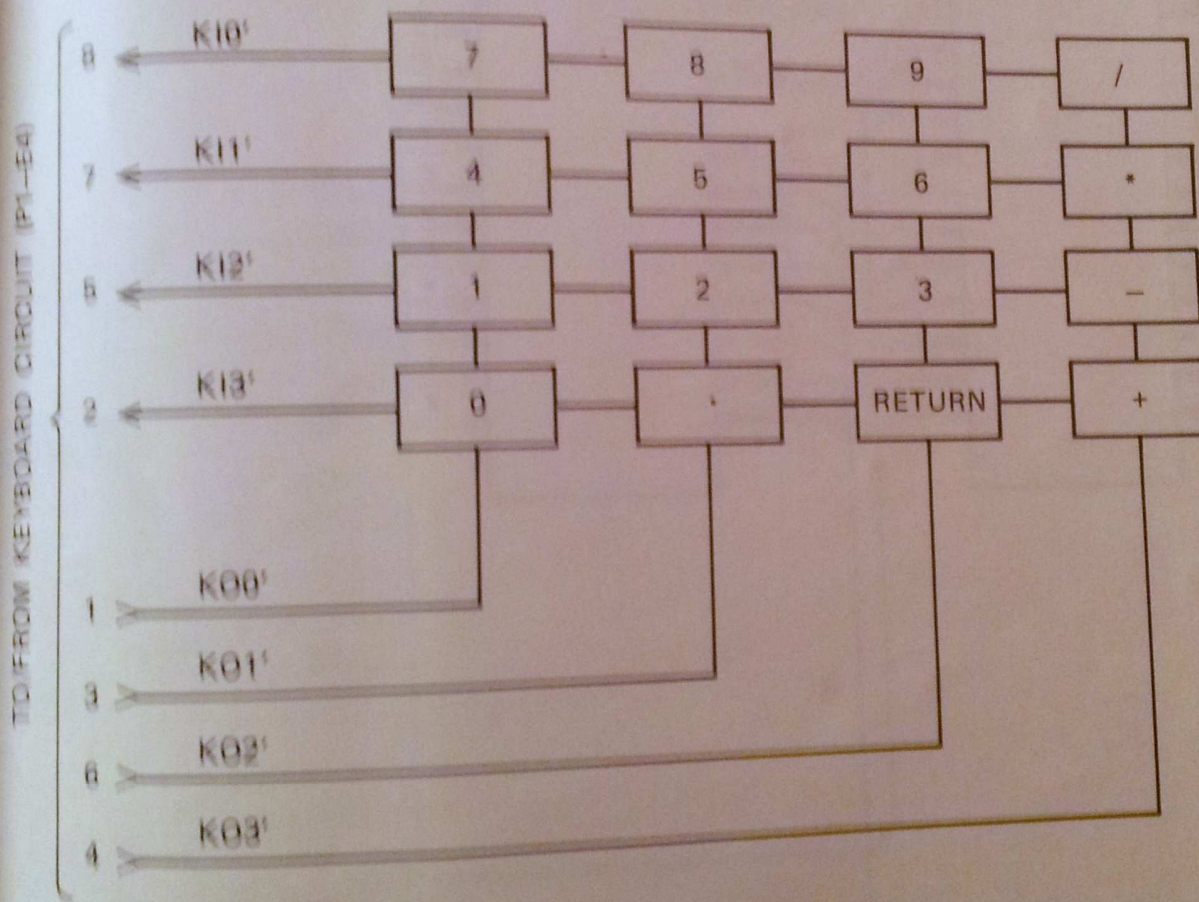 TO/FROM KEYBOARD CIRCUIT (P1-E4)
8 KI0' 7 8 9 /
7 KI1' 4 5 6 *
5 KI2' 1 2 3 –
2 KI3' 0 . RETURN +
1 KO0'
3 KO1'
6 KO2'
4 KO3'